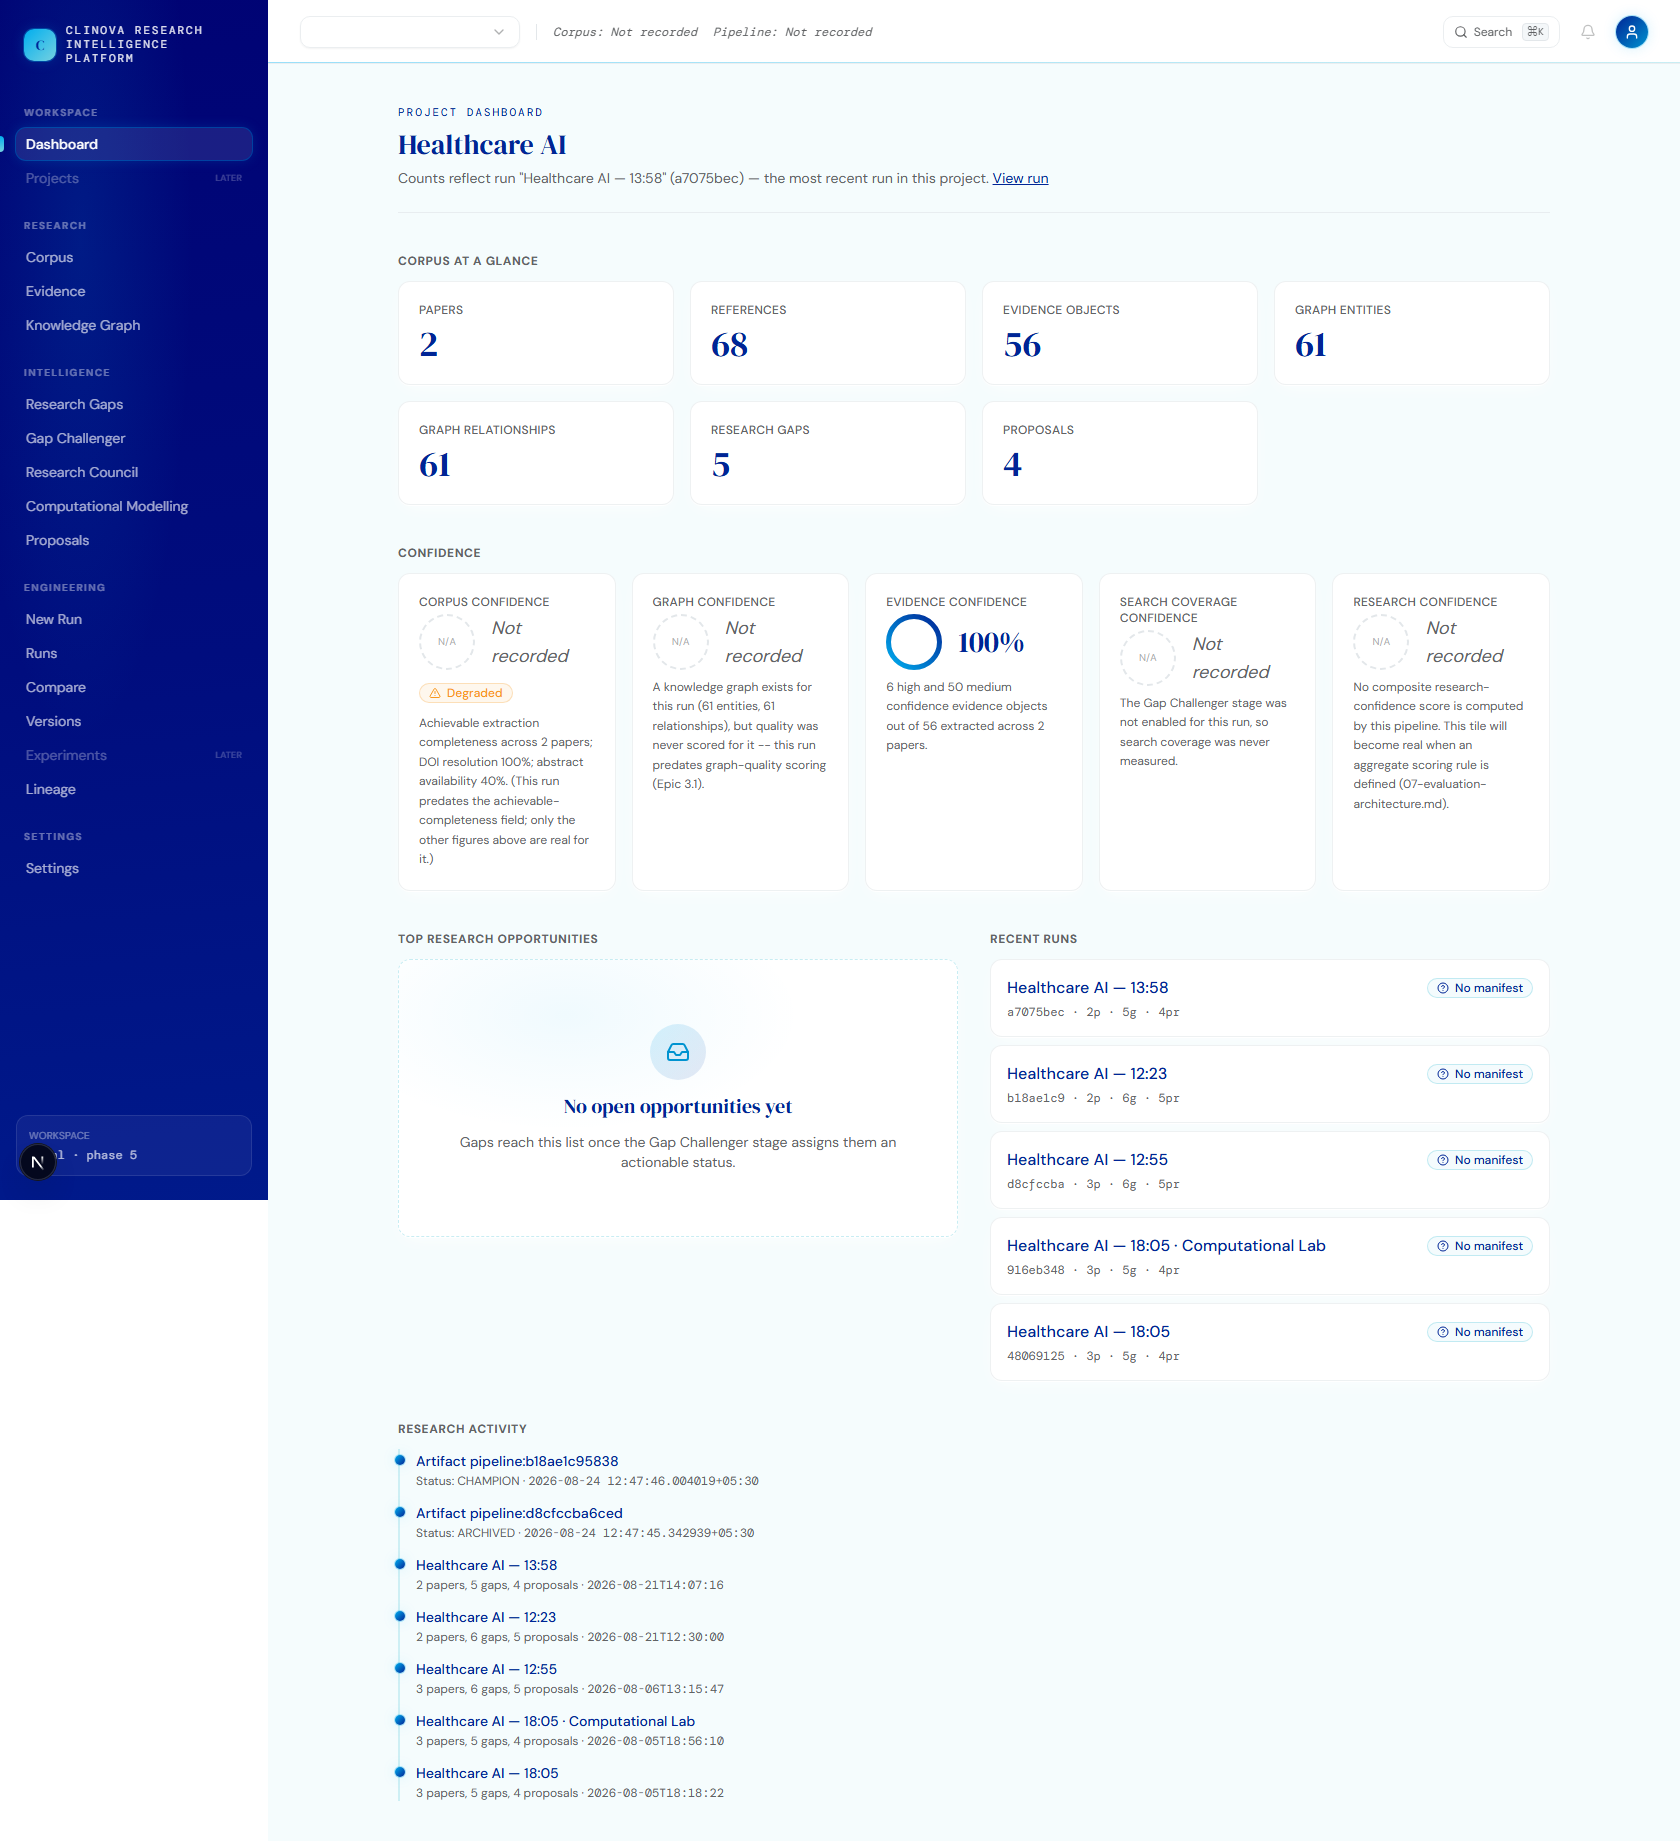 C
CLINOVA RESEARCH
INTELLIGENCE
PLATFORM
WORKSPACE
Dashboard
Projects LATER
RESEARCH
Corpus
Evidence
Knowledge Graph
INTELLIGENCE
Research Gaps
Gap Challenger
Research Council
Computational Modelling
Proposals
ENGINEERING
New Run
Runs
Compare
Versions
Experiments LATER
Lineage
SETTINGS
Settings
WORKSPACE
N
· phase 5
Corpus: Not recorded Pipeline: Not recorded
Search ⌘K
PROJECT DASHBOARD
Healthcare AI
Counts reflect run "Healthcare AI — 13:58" (a7075bec) — the most recent run in this project. View run
CORPUS AT A GLANCE
PAPERS
2
REFERENCES
68
EVIDENCE OBJECTS
56
GRAPH ENTITIES
61
GRAPH RELATIONSHIPS
61
RESEARCH GAPS
5
PROPOSALS
4
CONFIDENCE
CORPUS CONFIDENCE
N/A
Not
recorded
Degraded
Achievable extraction
completeness across 2 papers;
DOI resolution 100%; abstract
availability 40%. (This run
predates the achievable-
completeness field; only the
other figures above are real for
it.)
GRAPH CONFIDENCE
N/A
Not
recorded
A knowledge graph exists for
this run (61 entities, 61
relationships), but quality was
never scored for it -- this run
predates graph-quality scoring
(Epic 3.1).
EVIDENCE CONFIDENCE
100%
6 high and 50 medium
confidence evidence objects
out of 56 extracted across 2
papers.
SEARCH COVERAGE
CONFIDENCE
N/A
Not
recorded
The Gap Challenger stage was
not enabled for this run, so
search coverage was never
measured.
RESEARCH CONFIDENCE
N/A
Not
recorded
No composite research-
confidence score is computed
by this pipeline. This tile will
become real when an
aggregate scoring rule is
defined (07-evaluation-
architecture.md).
TOP RESEARCH OPPORTUNITIES
No open opportunities yet
Gaps reach this list once the Gap Challenger stage assigns them an
actionable status.
RECENT RUNS
Healthcare AI — 13:58 No manifest
a7075bec · 2p · 5g · 4pr
Healthcare AI — 12:23 No manifest
b18ae1c9 · 2p · 6g · 5pr
Healthcare AI — 12:55 No manifest
d8cfccba · 3p · 6g · 5pr
Healthcare AI — 18:05 · Computational Lab No manifest
916eb348 · 3p · 5g · 4pr
Healthcare AI — 18:05 No manifest
48069125 · 3p · 5g · 4pr
RESEARCH ACTIVITY
Artifact pipeline:b18ae1c95838
Status: CHAMPION · 2026-08-24 12:47:46.004019+05:30
Artifact pipeline:d8cfccba6ced
Status: ARCHIVED · 2026-08-24 12:47:45.342939+05:30
Healthcare AI — 13:58
2 papers, 5 gaps, 4 proposals · 2026-08-21T14:07:16
Healthcare AI — 12:23
2 papers, 6 gaps, 5 proposals · 2026-08-21T12:30:00
Healthcare AI — 12:55
3 papers, 6 gaps, 5 proposals · 2026-08-06T13:15:47
Healthcare AI — 18:05 · Computational Lab
3 papers, 5 gaps, 4 proposals · 2026-08-05T18:56:10
Healthcare AI — 18:05
3 papers, 5 gaps, 4 proposals · 2026-08-05T18:18:22